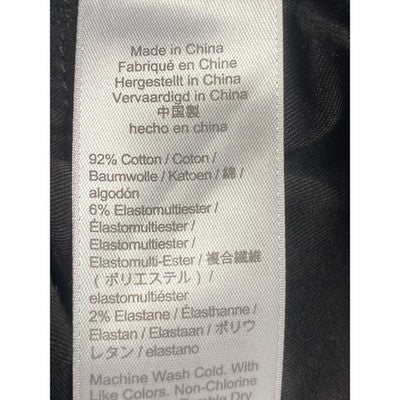 Made in China
Fabriqué en Chine
Hergestellt in China
Vervaardigd in China
中国製
hecho en china
92% Cotton / Coton /
Baumwolle / Katoen / 綿 /
algodón
6% Elastomultiester /
Élastomultiester /
Elastomultiester /
Elastomulti-Ester / 複合繊維
( ポリエステル ) /
elastomultiéster
2% Elastane / Élasthanne /
Elastan / Elastaan / ポリウ
レタン / elastano
Machine Wash Cold. With
Like Colors. Non-Chlorine
Tumble Dry